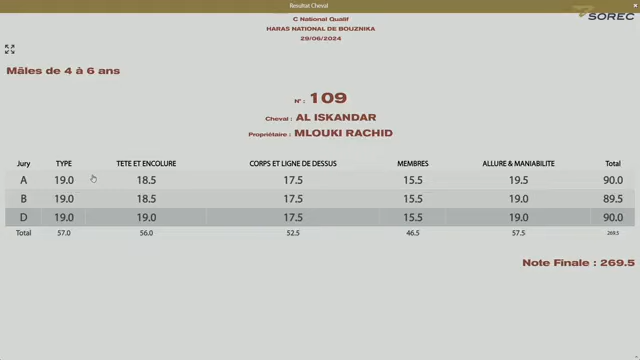 Resultat Cheval
C National Qualif
HARAS NATIONAL DE BOUZNIKA
29/06/2024
SOREC
Mâles de 4 à 6 ans
N° : 109
Cheval : AL ISKANDAR
Propriétaire : MLOUKI RACHID
Jury TYPE TETE ET ENCOLURE CORPS ET LIGNE DE DESSUS MEMBRES ALLURE & MANIABILITE Total
A 19.0 18.5 17.5 15.5 19.5 90.0
B 19.0 18.5 17.5 15.5 19.0 89.5
D 19.0 19.0 17.5 15.5 19.0 90.0
Total 57.0 56.0 52.5 46.5 57.5 269.5
Note Finale : 269.5